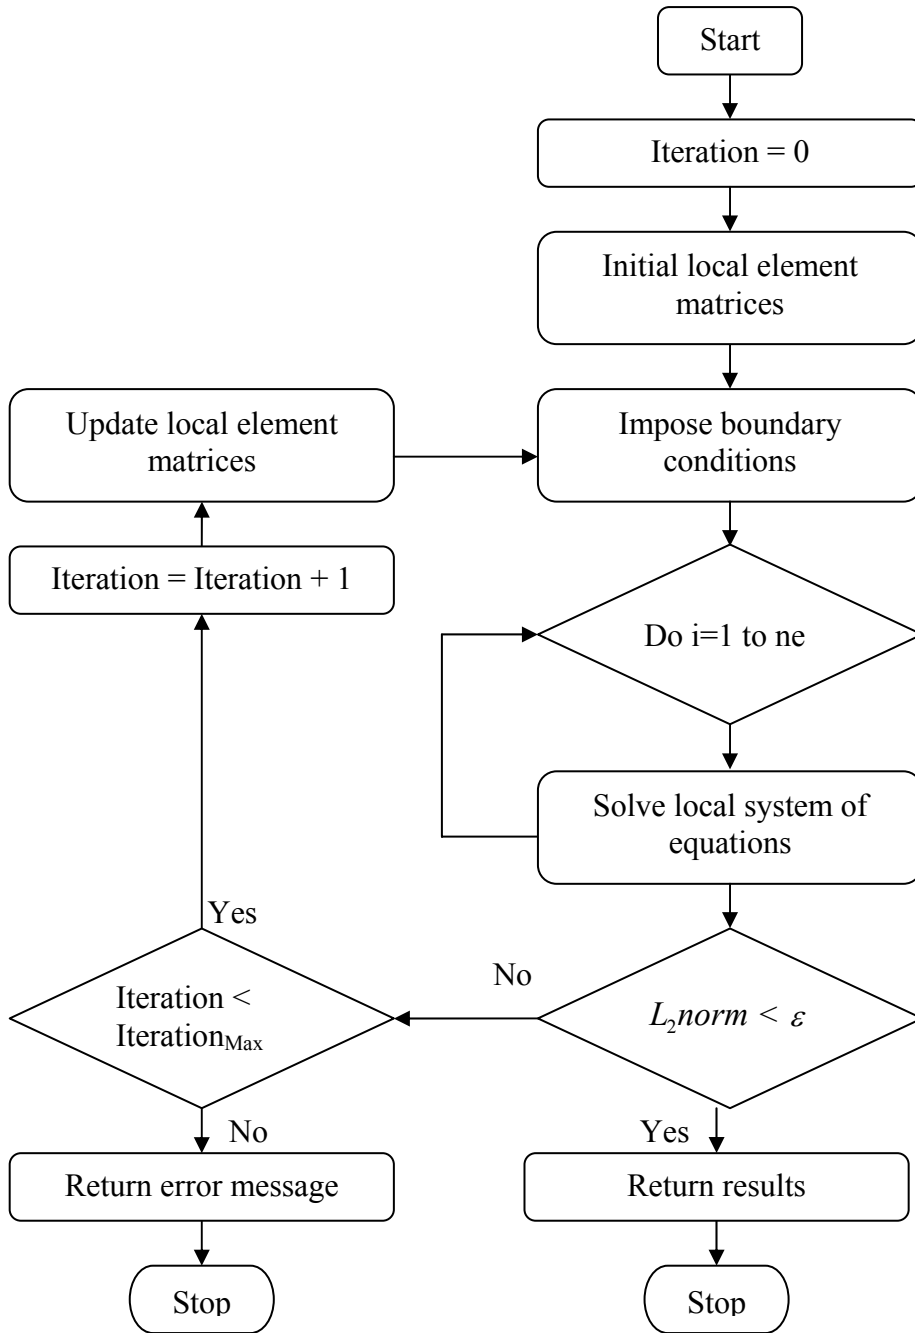 Start
Iteration = 0
Initial local element
matrices
Update local element
matrices
Impose boundary
conditions
Iteration = Iteration + 1
Do i=1 to ne
Solve local system of
equations
Yes
No
Iteration <
Iteration_Max
L₂norm < ε
No
Yes
Return error message
Return results
Stop
Stop